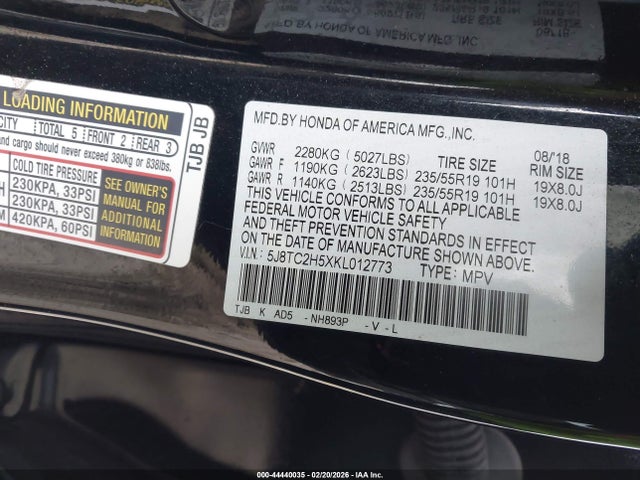 LOADING INFORMATION
CITY TOTAL 5 FRONT 2 REAR 3
and cargo should never exceed 380kg or 838lbs.
COLD TIRE PRESSURE
H 230KPA, 33PSI
H 230KPA, 33PSI
M 420KPA, 60PSI
SEE OWNER'S
MANUAL FOR
ADDITIONAL
INFORMATION
TJB JB
MFD.BY HONDA OF AMERICA MFG.,INC.
08/18
GVWR 2280KG (5027LBS) TIRE SIZE RIM SIZE
GAWR F 1190KG (2623LBS) 235/55R19 101H 19X8.0J
GAWR R 1140KG (2513LBS) 235/55R19 101H 19X8.0J
THIS VEHICLE CONFORMS TO ALL APPLICABLE
FEDERAL MOTOR VEHICLE SAFETY
AND THEFT PREVENTION STANDARDS IN EFFECT
ON THE DATE OF MANUFACTURE SHOWN ABOVE.
V.I.N.: 5J8TC2H5XKL012773 TYPE: MPV
TJB K AD5 - NH893P - V - L
000-44440035 - 02/20/2026 - IAA Inc.